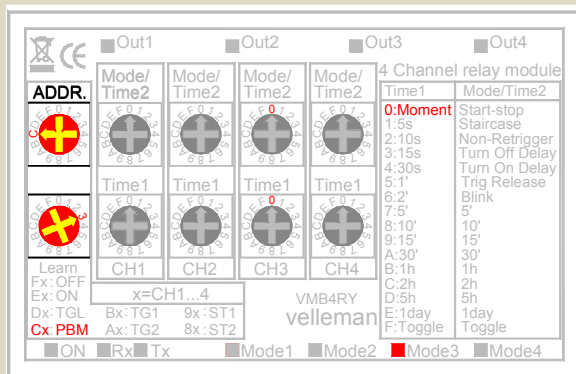 Out1 Out2 Out3 Out4
4 Channel relay module
ADDR.
Mode/ Mode/ Mode/ Mode/
Time2 Time2 Time2 Time2
Time1 Mode/Time2
0:Moment Start-stop
1:5s Staircase
2:10s Non-Retrigger
3:15s Turn Off Delay
4:30s Turn On Delay
5:1' Trig Release
6:2' Blink
7:5' 5'
8:10' 10'
9:15' 15'
A:30' 30'
B:1h 1h
C:2h 2h
D:5h 5h
E:1day 1day
F:Toggle Toggle
Time1 Time1 Time1 Time1
CH1 CH2 CH3 CH4
Learn
Fx:OFF
Ex:ON
Dx:TGL
Cx:PBM
x=CH1...4
Bx:TG1 9x:ST1
Ax:TG2 8x:ST2
VMB4RY
velleman
ON Rx Tx Mode1 Mode2 Mode3 Mode4